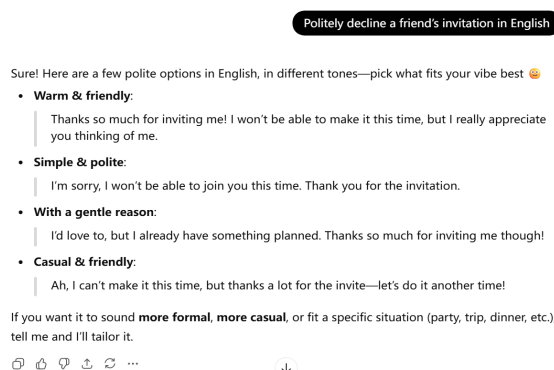 Politely decline a friend's invitation in English
Sure! Here are a few polite options in English, in different tones—pick what fits your vibe best 😊
• Warm & friendly:
Thanks so much for inviting me! I won't be able to make it this time, but I really appreciate
you thinking of me.
• Simple & polite:
I'm sorry, I won't be able to join you this time. Thank you for the invitation.
• With a gentle reason:
I'd love to, but I already have something planned. Thanks so much for inviting me though!
• Casual & friendly:
Ah, I can't make it this time, but thanks a lot for the invite—let's do it another time!
If you want it to sound more formal, more casual, or fit a specific situation (party, trip, dinner, etc.)
tell me and I'll tailor it.